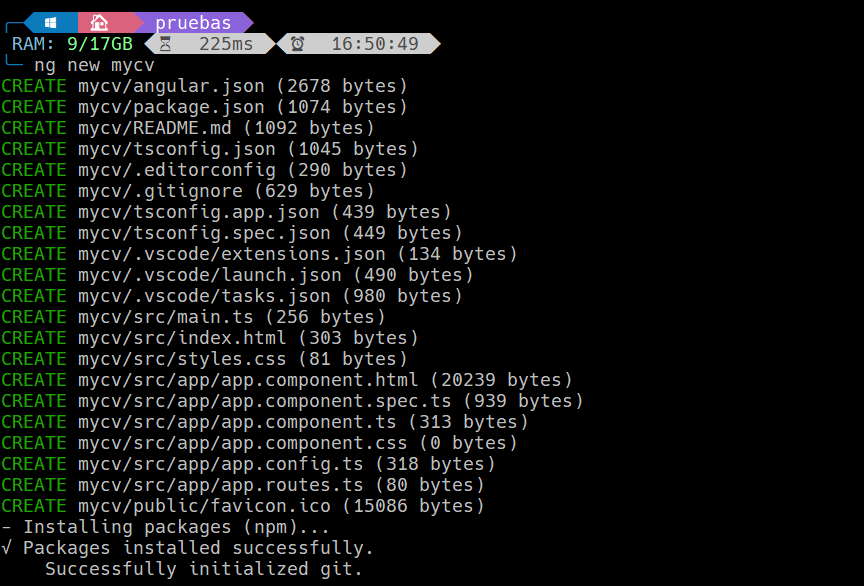 pruebas
RAM: 9/17GB 225ms 16:50:49
ng new mycv
CREATE mycv/angular.json (2678 bytes)
CREATE mycv/package.json (1074 bytes)
CREATE mycv/README.md (1092 bytes)
CREATE mycv/tsconfig.json (1045 bytes)
CREATE mycv/.editorconfig (290 bytes)
CREATE mycv/.gitignore (629 bytes)
CREATE mycv/tsconfig.app.json (439 bytes)
CREATE mycv/tsconfig.spec.json (449 bytes)
CREATE mycv/.vscode/extensions.json (134 bytes)
CREATE mycv/.vscode/launch.json (490 bytes)
CREATE mycv/.vscode/tasks.json (980 bytes)
CREATE mycv/src/main.ts (256 bytes)
CREATE mycv/src/index.html (303 bytes)
CREATE mycv/src/styles.css (81 bytes)
CREATE mycv/src/app/app.component.html (20239 bytes)
CREATE mycv/src/app/app.component.spec.ts (939 bytes)
CREATE mycv/src/app/app.component.ts (313 bytes)
CREATE mycv/src/app/app.component.css (0 bytes)
CREATE mycv/src/app/app.config.ts (318 bytes)
CREATE mycv/src/app/app.routes.ts (80 bytes)
CREATE mycv/public/favicon.ico (15086 bytes)
- Installing packages (npm)...
√ Packages installed successfully.
Successfully initialized git.